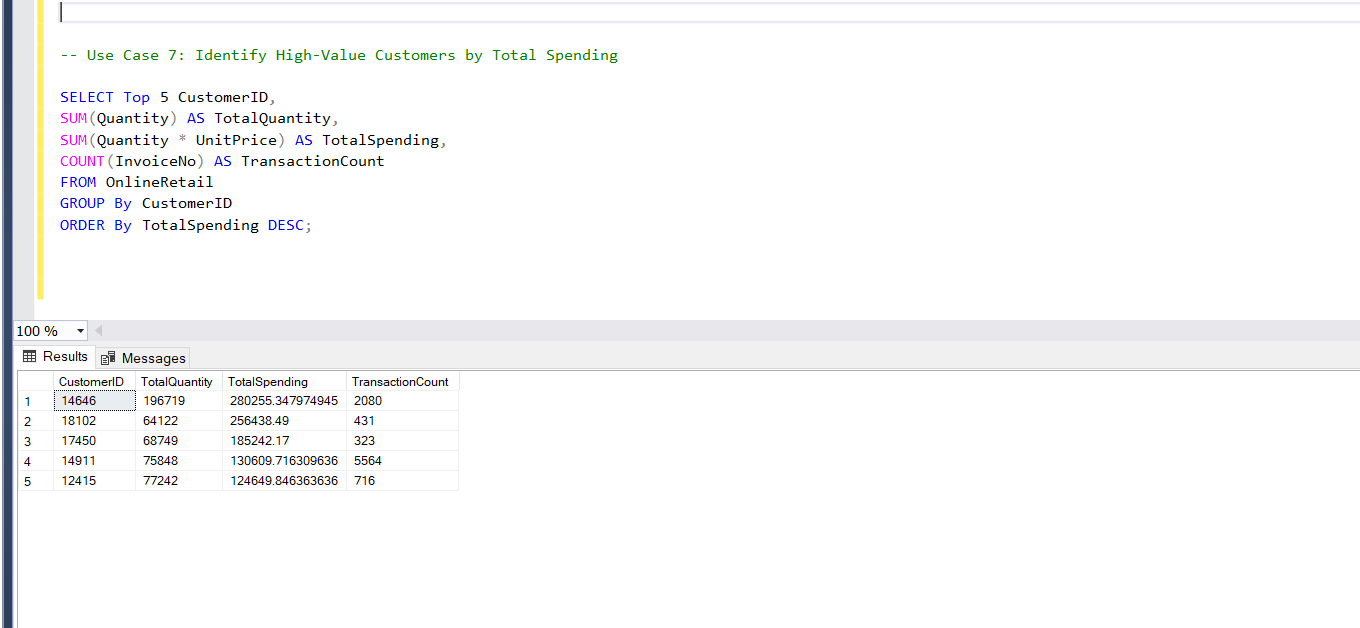 -- Use Case 7: Identify High-Value Customers by Total Spending
SELECT Top 5 CustomerID,
SUM(Quantity) AS TotalQuantity,
SUM(Quantity * UnitPrice) AS TotalSpending,
COUNT(InvoiceNo) AS TransactionCount
FROM OnlineRetail
GROUP By CustomerID
ORDER By TotalSpending DESC;
100 %
Results Messages
CustomerID TotalQuantity TotalSpending TransactionCount
1 14646 196719 280255.347974945 2080
2 18102 64122 256438.49 431
3 17450 68749 185242.17 323
4 14911 75848 130609.716309636 5564
5 12415 77242 124649.846363636 716